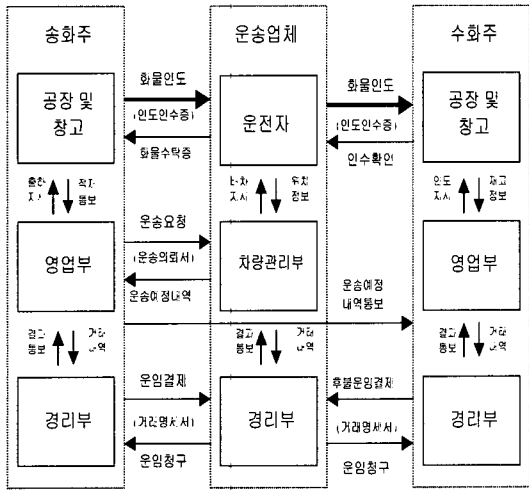 송화주
운송업체
수화주
공장 및
창고
화물인도
(인도인수증)
화물수탁증
운전자
화물인도
(인도인수증)
인수확인
공장 및
창고
출하
지시
적재
통보
배차
지시
위치
정보
인도
지시
재고
정보
영업부
운송요청
(운송의뢰서)
운송예정내역
차량관리부
운송예정
내역통보
영업부
결과
통보
거래
내역
결과
통보
거래
내역
결과
통보
거래
내역
경리부
운임결제
(거래명세서)
운임청구
경리부
후불운임결제
(거래명세서)
운임청구
경리부